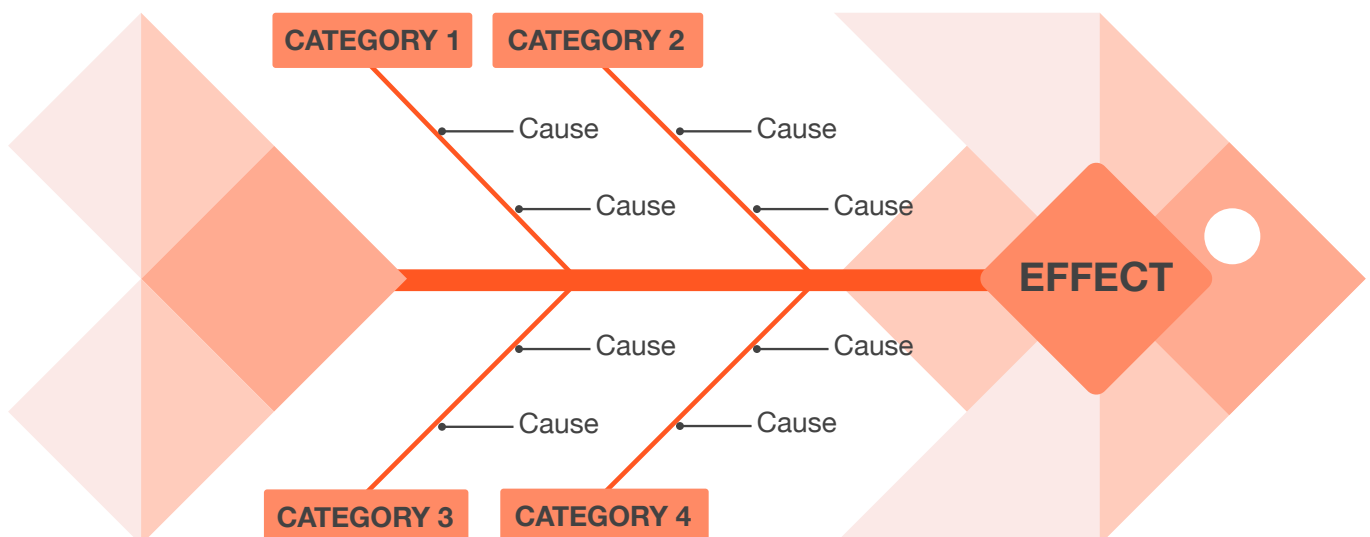 CATEGORY 1
CATEGORY 2
Cause
Cause
Cause
Cause
EFFECT
Cause
Cause
Cause
Cause
CATEGORY 3
CATEGORY 4